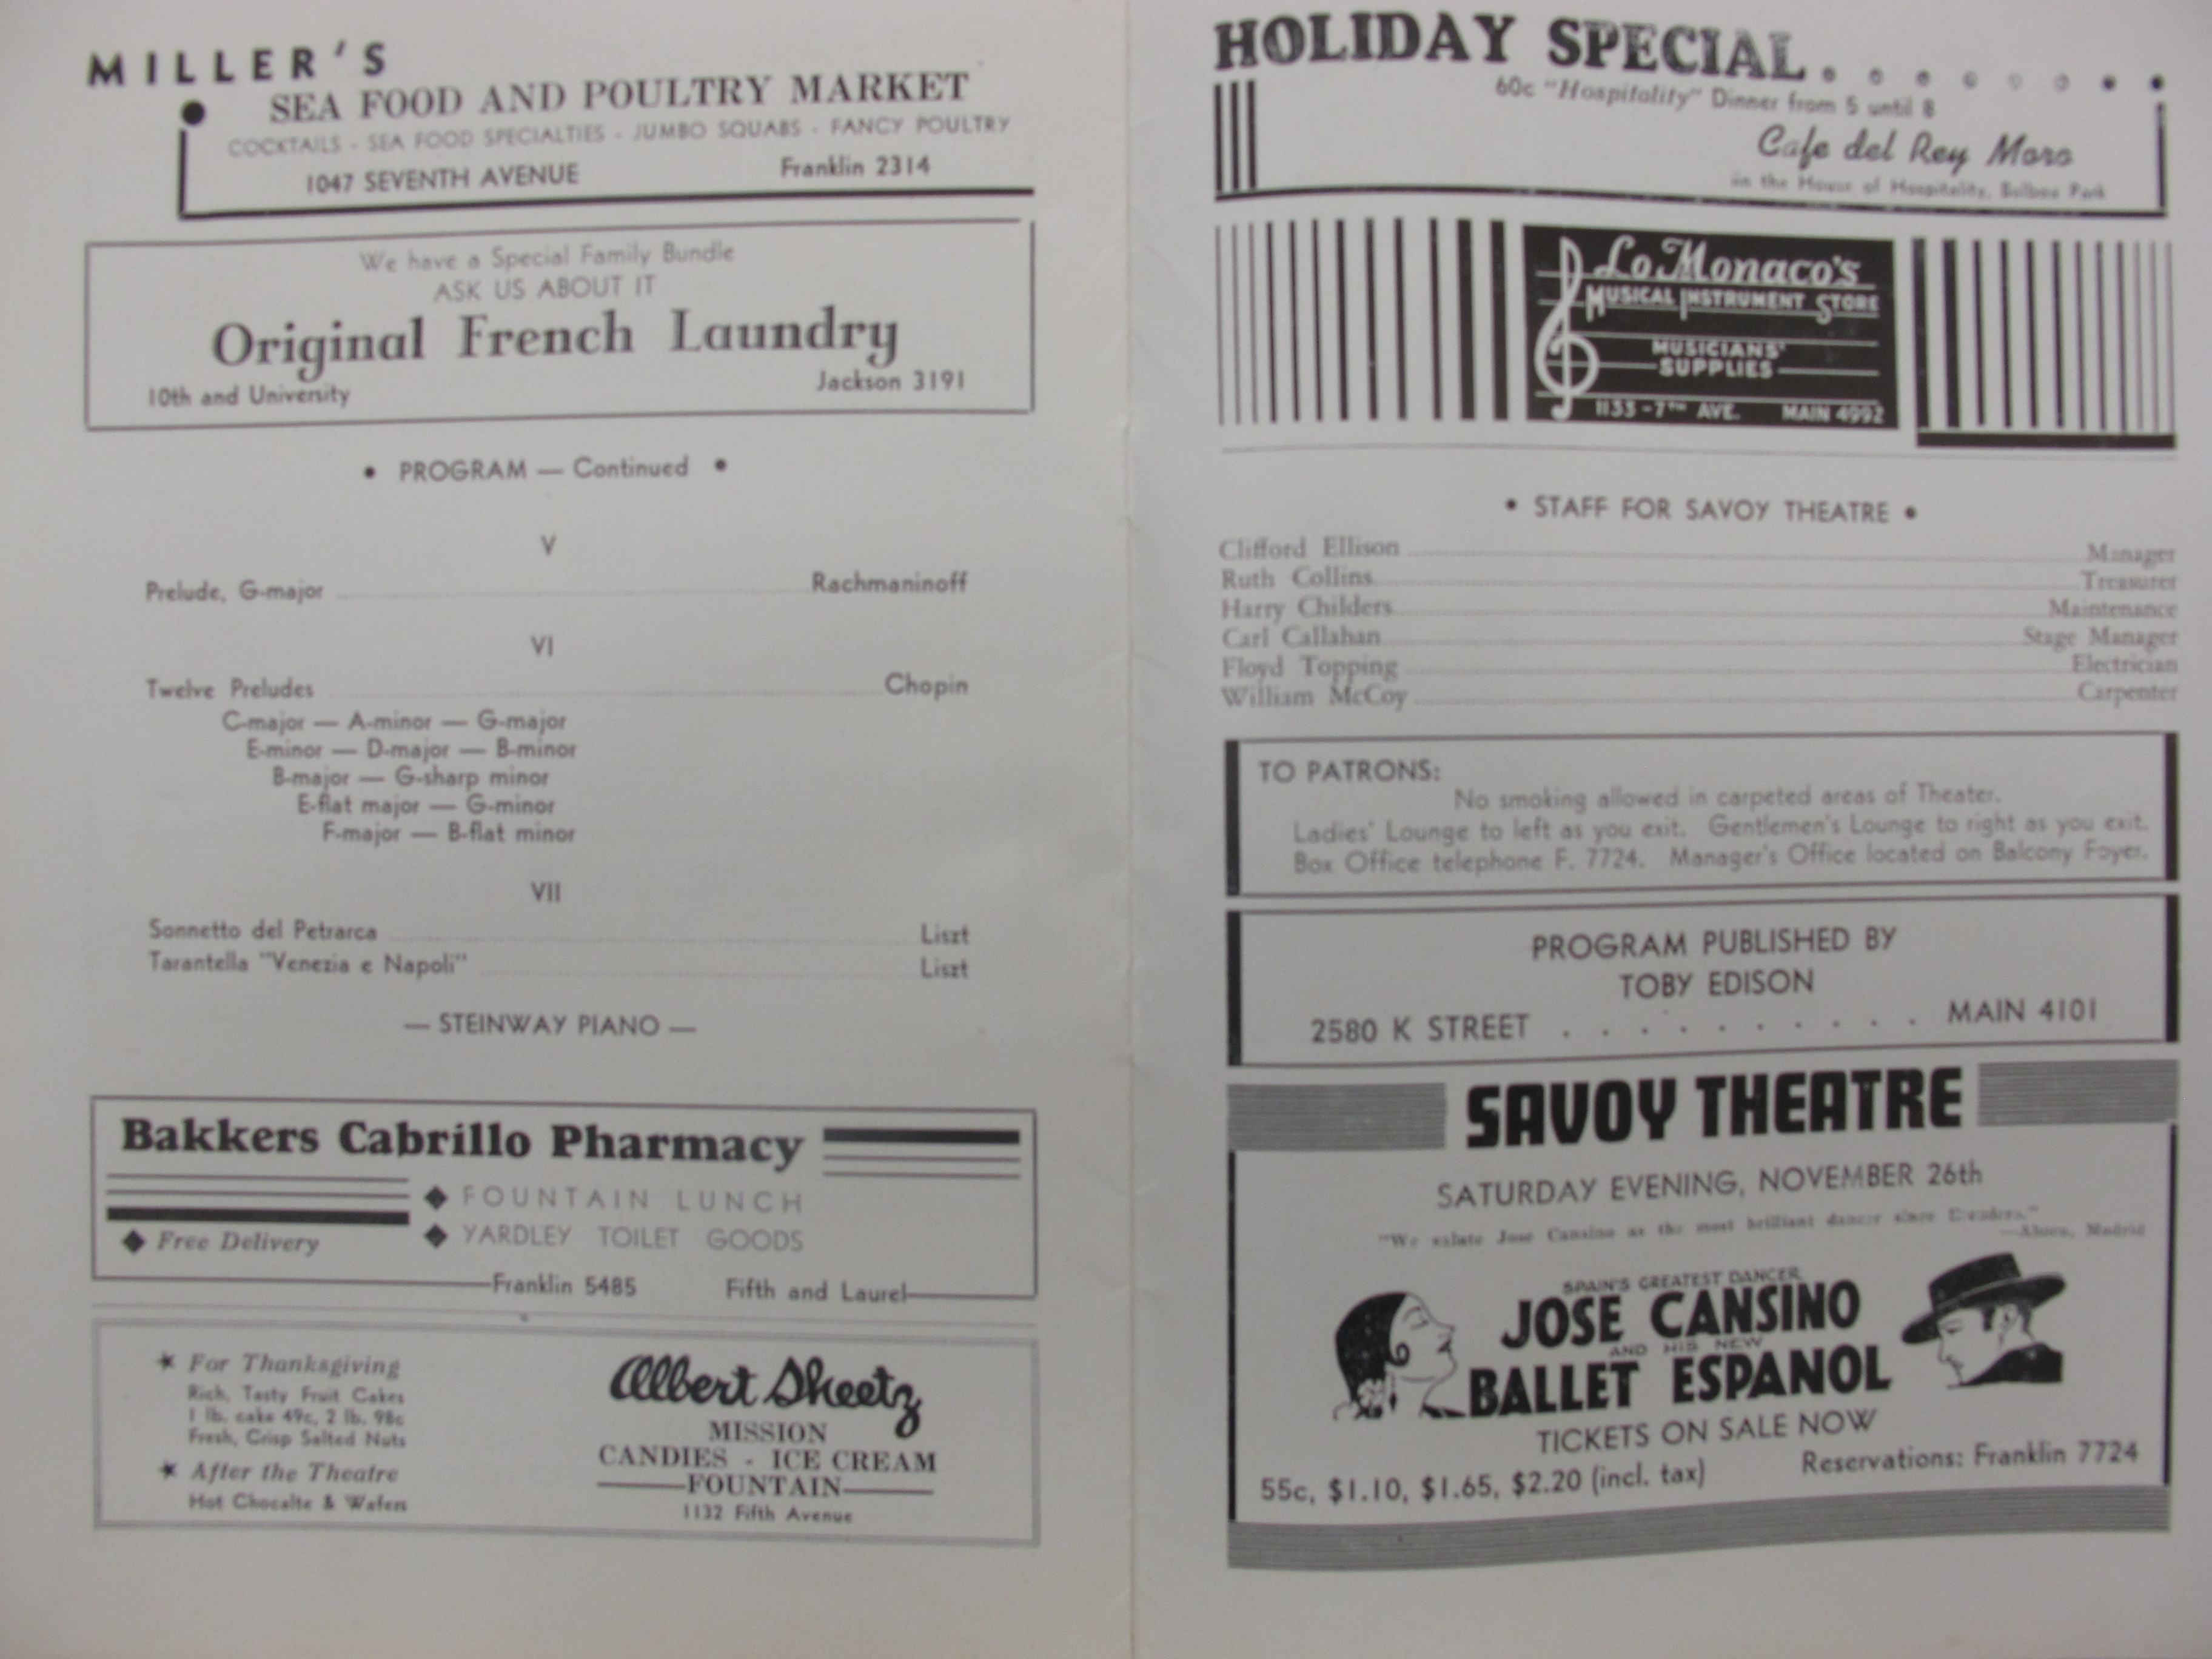 MILLER'S
SEA FOOD AND POULTRY MARKET
COCKTAILS - SEA FOOD SPECIALTIES - JUMBO SQUABS - FANCY POULTRY
1047 SEVENTH AVENUE Franklin 2314
We have a Special Family Bundle
ASK US ABOUT IT
Original French Laundry
10th and University Jackson 3191
• PROGRAM — Continued •
V
Prelude, G-major Rachmaninoff
VI
Twelve Preludes Chopin
C-major — A-minor — G-major
E-minor — D-major — B-minor
B-major — G-sharp minor
E-flat major — G-minor
F-major — B-flat minor
VII
Sonnetto del Petrarca Liszt
Tarantella "Venezia e Napoli" Liszt
— STEINWAY PIANO —
Bakkers Cabrillo Pharmacy
◆ FOUNTAIN LUNCH
◆ YARDLEY TOILET GOODS
◆ Free Delivery
Franklin 5485 Fifth and Laurel
★ For Thanksgiving
Rich, Tasty Fruit Cakes
1 lb. cake 49c, 2 lb. 98c
Fresh, Crisp Salted Nuts
★ After the Theatre
Hot Chocalte & Wafers
Albert Sheetz
MISSION
CANDIES - ICE CREAM
FOUNTAIN
1132 Fifth Avenue
HOLIDAY SPECIAL . . . . . . . .
60c "Hospitality" Dinner from 5 until 8
Cafe del Rey Moro
in the House of Hospitality, Balboa Park
LoMonaco's
MUSICAL INSTRUMENT STORE
MUSICIANS'
SUPPLIES
1133 - 7TH AVE. MAIN 4992
• STAFF FOR SAVOY THEATRE •
Clifford Ellison Manager
Ruth Collins Treasurer
Harry Childers Maintenance
Carl Callahan Stage Manager
Floyd Topping Electrician
William McCoy Carpenter
TO PATRONS:
No smoking allowed in carpeted areas of Theater.
Ladies' Lounge to left as you exit. Gentlemen's Lounge to right as you exit.
Box Office telephone F. 7724. Manager's Office located on Balcony Foyer.
PROGRAM PUBLISHED BY
TOBY EDISON
2580 K STREET . . . . . . . . . . MAIN 4101
SAVOY THEATRE
SATURDAY EVENING, NOVEMBER 26th
"We salute Jose Cansino as the most brilliant dancer since
Madrid
SPAIN'S GREATEST DANCER
JOSE CANSINO
AND HIS NEW
BALLET ESPANOL
TICKETS ON SALE NOW
55c, $1.10, $1.65, $2.20 (incl. tax) Reservations: Franklin 7724